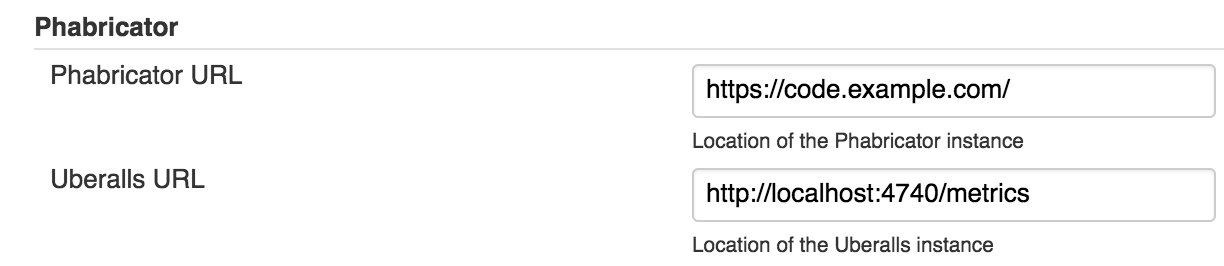 Phabricator
Phabricator URL
https://code.example.com/
Location of the Phabricator instance
Uberalls URL
http://localhost:4740/metrics
Location of the Uberalls instance